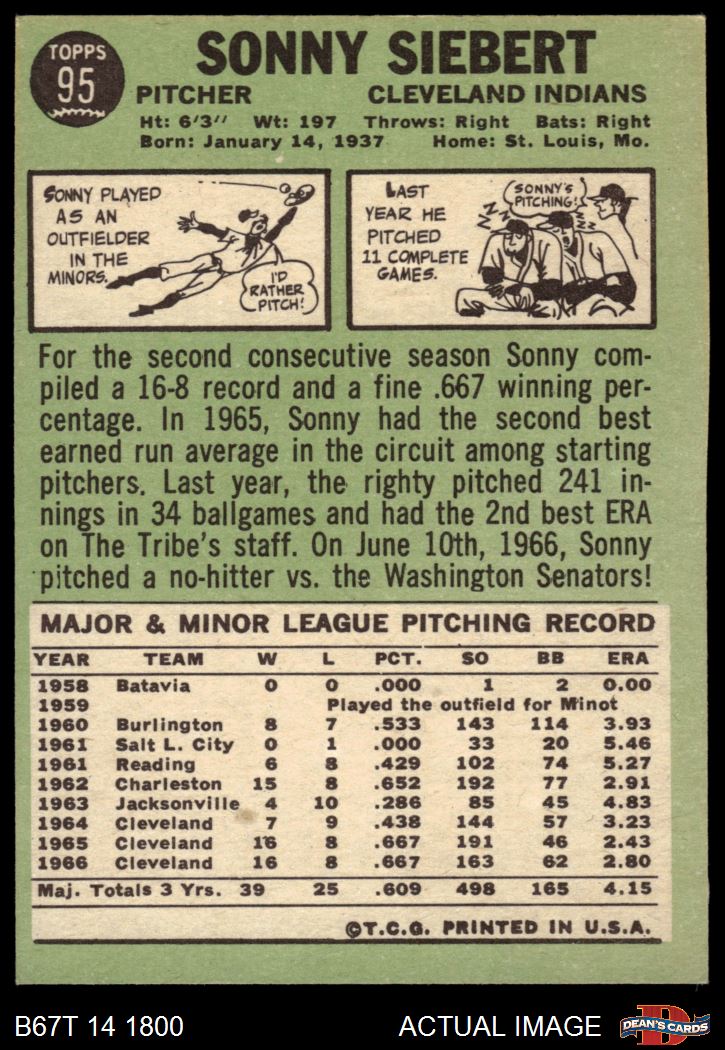 TOPPS
95
SONNY SIEBERT
PITCHER CLEVELAND INDIANS
Ht: 6'3" Wt: 197 Throws: Right Bats: Right
Born: January 14, 1937 Home: St. Louis, Mo.
SONNY PLAYED
AS AN
OUTFIELDER
IN THE
MINORS.
I'D
RATHER
PITCH!
LAST
YEAR HE
PITCHED
11 COMPLETE
GAMES.
SONNY'S
PITCHING!
Z Z Z Z Z
For the second consecutive season Sonny com-
piled a 16-8 record and a fine .667 winning per-
centage. In 1965, Sonny had the second best
earned run average in the circuit among starting
pitchers. Last year, the righty pitched 241 in-
nings in 34 ballgames and had the 2nd best ERA
on The Tribe's staff. On June 10th, 1966, Sonny
pitched a no-hitter vs. the Washington Senators!
MAJOR & MINOR LEAGUE PITCHING RECORD
YEAR TEAM W L PCT. SO BB ERA
1958 Batavia 0 0 .000 1 2 0.00
1959 Played the outfield for Minot
1960 Burlington 8 7 .533 143 114 3.93
1961 Salt L. City 0 1 .000 33 20 5.46
1961 Reading 6 8 .429 102 74 5.27
1962 Charleston 15 8 .652 192 77 2.91
1963 Jacksonville 4 10 .286 85 45 4.83
1964 Cleveland 7 9 .438 144 57 3.23
1965 Cleveland 16 8 .667 191 46 2.43
1966 Cleveland 16 8 .667 163 62 2.80
Maj. Totals 3 Yrs. 39 25 .609 498 165 4.15
©T.C.G. PRINTED IN U.S.A.
B67T 14 1800 ACTUAL IMAGE DEAN'S CARDS